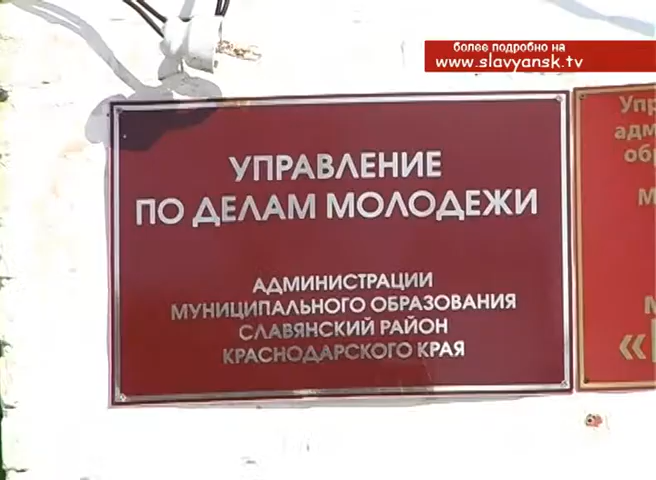 более подробно на
www.slavyansk.tv
УПРАВЛЕНИЕ
ПО ДЕЛАМ МОЛОДЕЖИ
АДМИНИСТРАЦИИ
МУНИЦИПАЛЬНОГО ОБРАЗОВАНИЯ
СЛАВЯНСКИЙ РАЙОН
КРАСНОДАРСКОГО КРАЯ